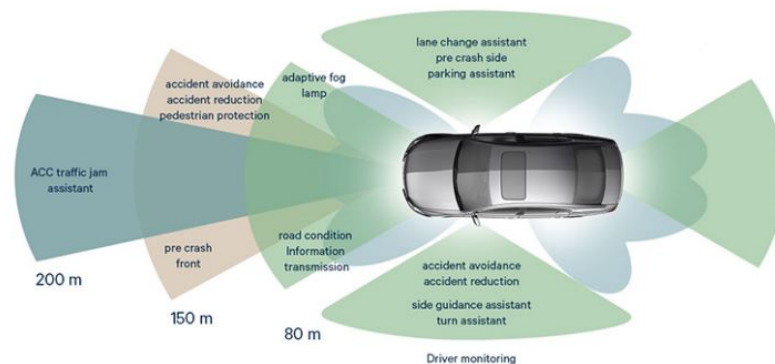 lane change assistant
pre crash side
parking assistant
accident avoidance
accident reduction
pedestrian protection
adaptive fog
lamp
ACC traffic jam
assistant
pre crash
front
road condition
Information
transmission
accident avoidance
accident reduction
side guidance assistant
turn assistant
200 m
150 m
80 m
Driver monitoring